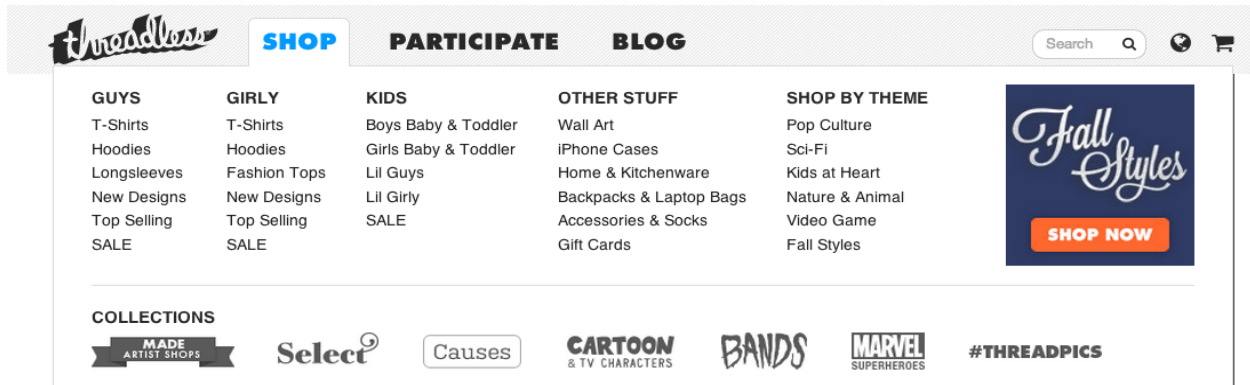 threadless
SHOP
PARTICIPATE
BLOG
Search
GUYS
T-Shirts
Hoodies
Longsleeves
New Designs
Top Selling
SALE
GIRLY
T-Shirts
Hoodies
Fashion Tops
New Designs
Top Selling
SALE
KIDS
Boys Baby & Toddler
Girls Baby & Toddler
Lil Guys
Lil Girly
SALE
OTHER STUFF
Wall Art
iPhone Cases
Home & Kitchenware
Backpacks & Laptop Bags
Accessories & Socks
Gift Cards
SHOP BY THEME
Pop Culture
Sci-Fi
Kids at Heart
Nature & Animal
Video Game
Fall Styles
Fall
Styles
SHOP NOW
COLLECTIONS
MADE
ARTIST SHOPS
Select
Causes
CARTOON
& TV CHARACTERS
BANDS
MARVEL
SUPERHEROES
#THREADPICS